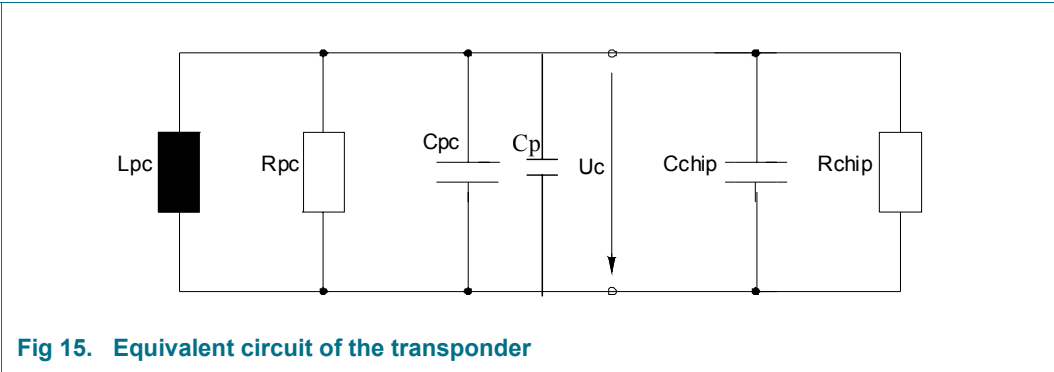 Lpc
Rpc
Cpc
Cp
Uc
Cchip
Rchip
Fig 15. Equivalent circuit of the transponder